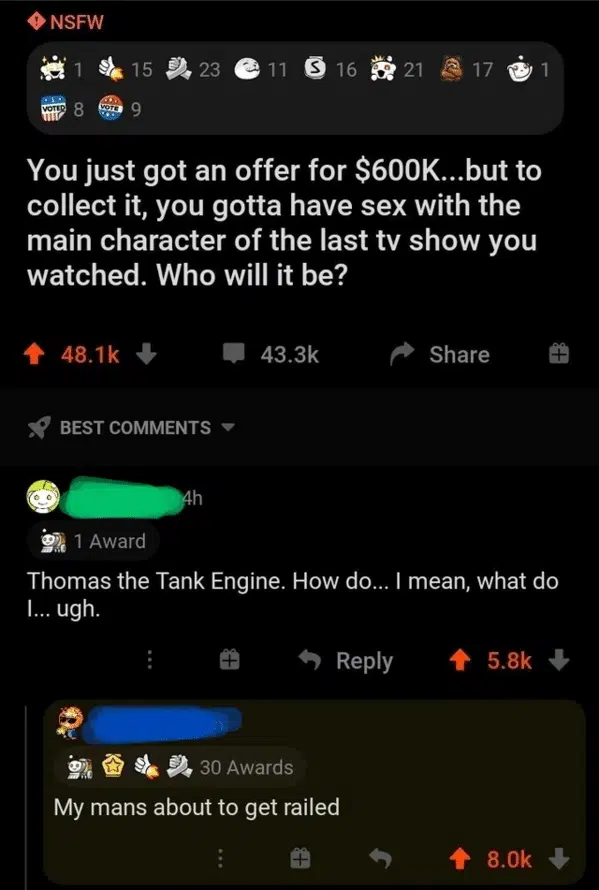 NSFW
1 15 23 11 S 16 21 17 1
VOTED 8 VOTE 9
You just got an offer for $600K...but to
collect it, you gotta have sex with the
main character of the last tv show you
watched. Who will it be?
48.1k 43.3k Share
BEST COMMENTS
4h
1 Award
Thomas the Tank Engine. How do... I mean, what do
I... ugh.
Reply 5.8k
30 Awards
My mans about to get railed
8.0k